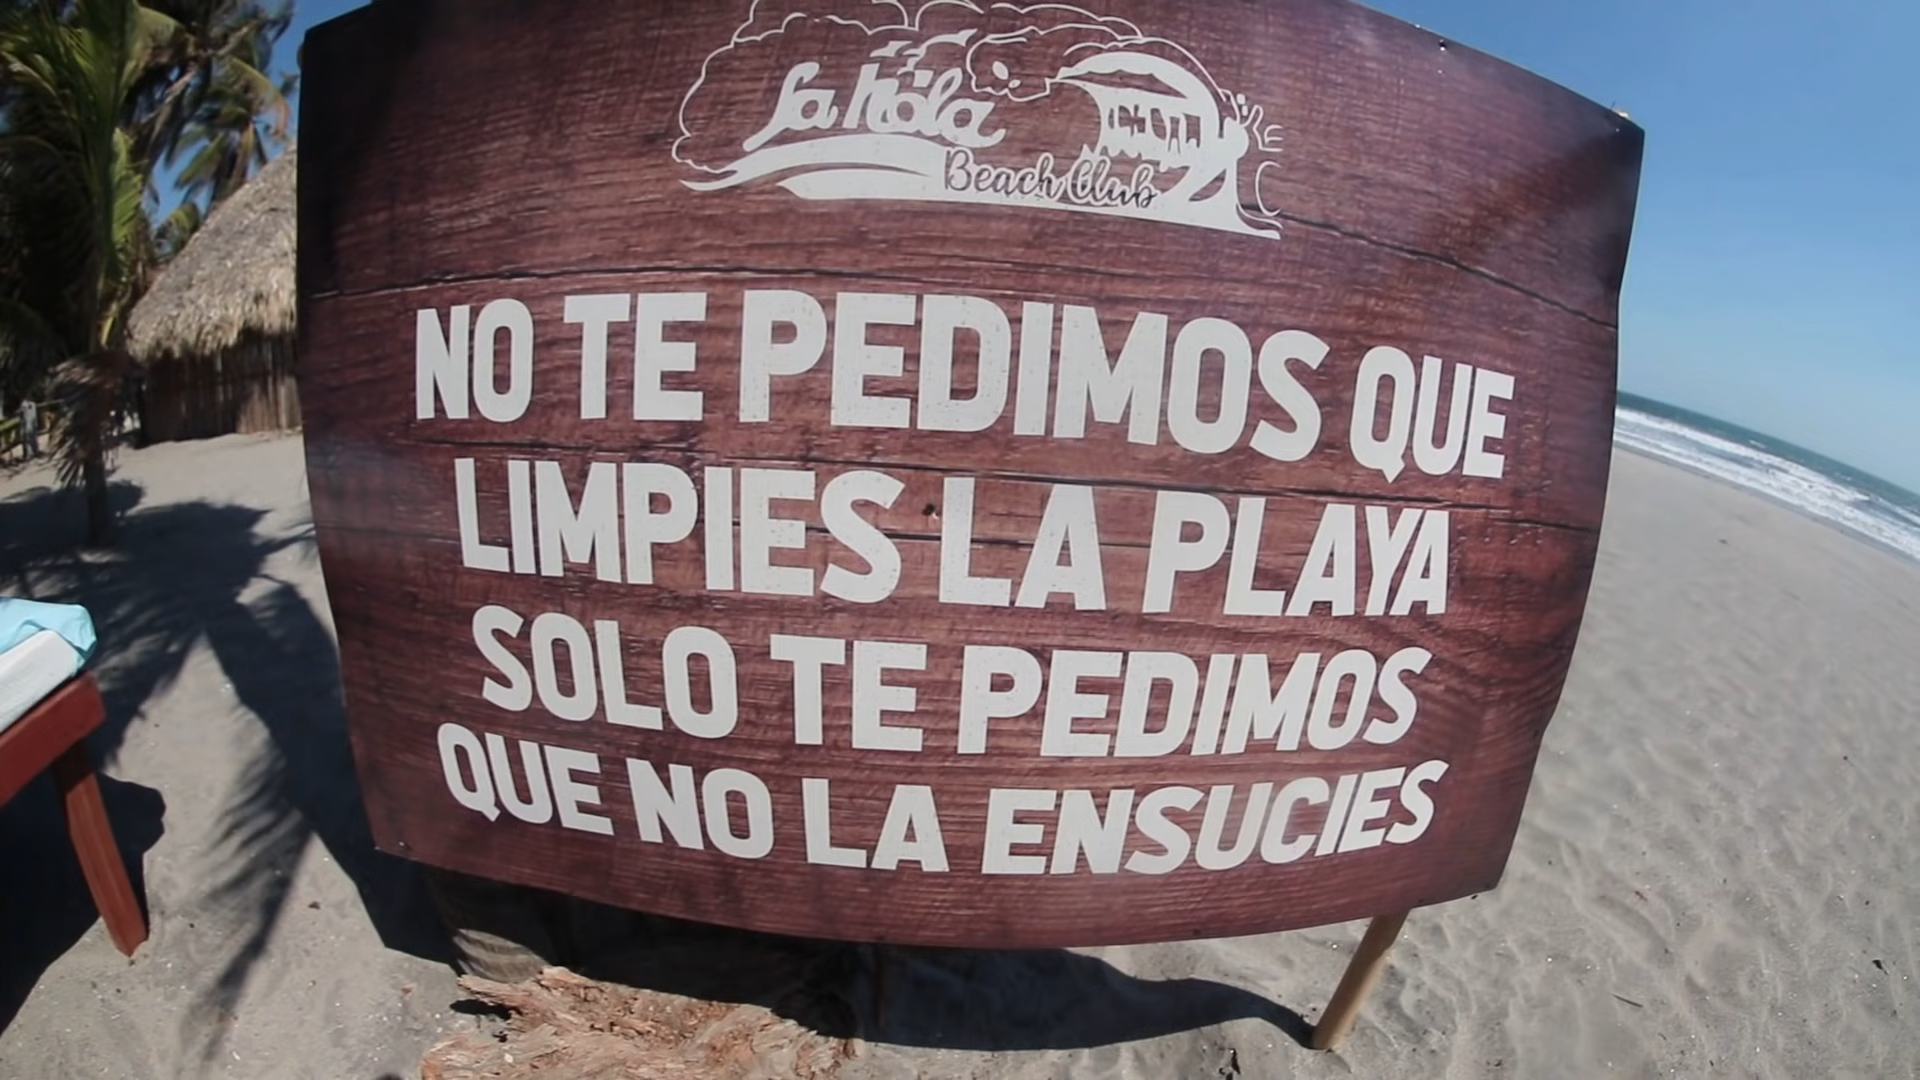 La hola
Beach Club
NO TE PEDIMOS QUE
LIMPIES LA PLAYA
SOLO TE PEDIMOS
QUE NO LA ENSUCIES